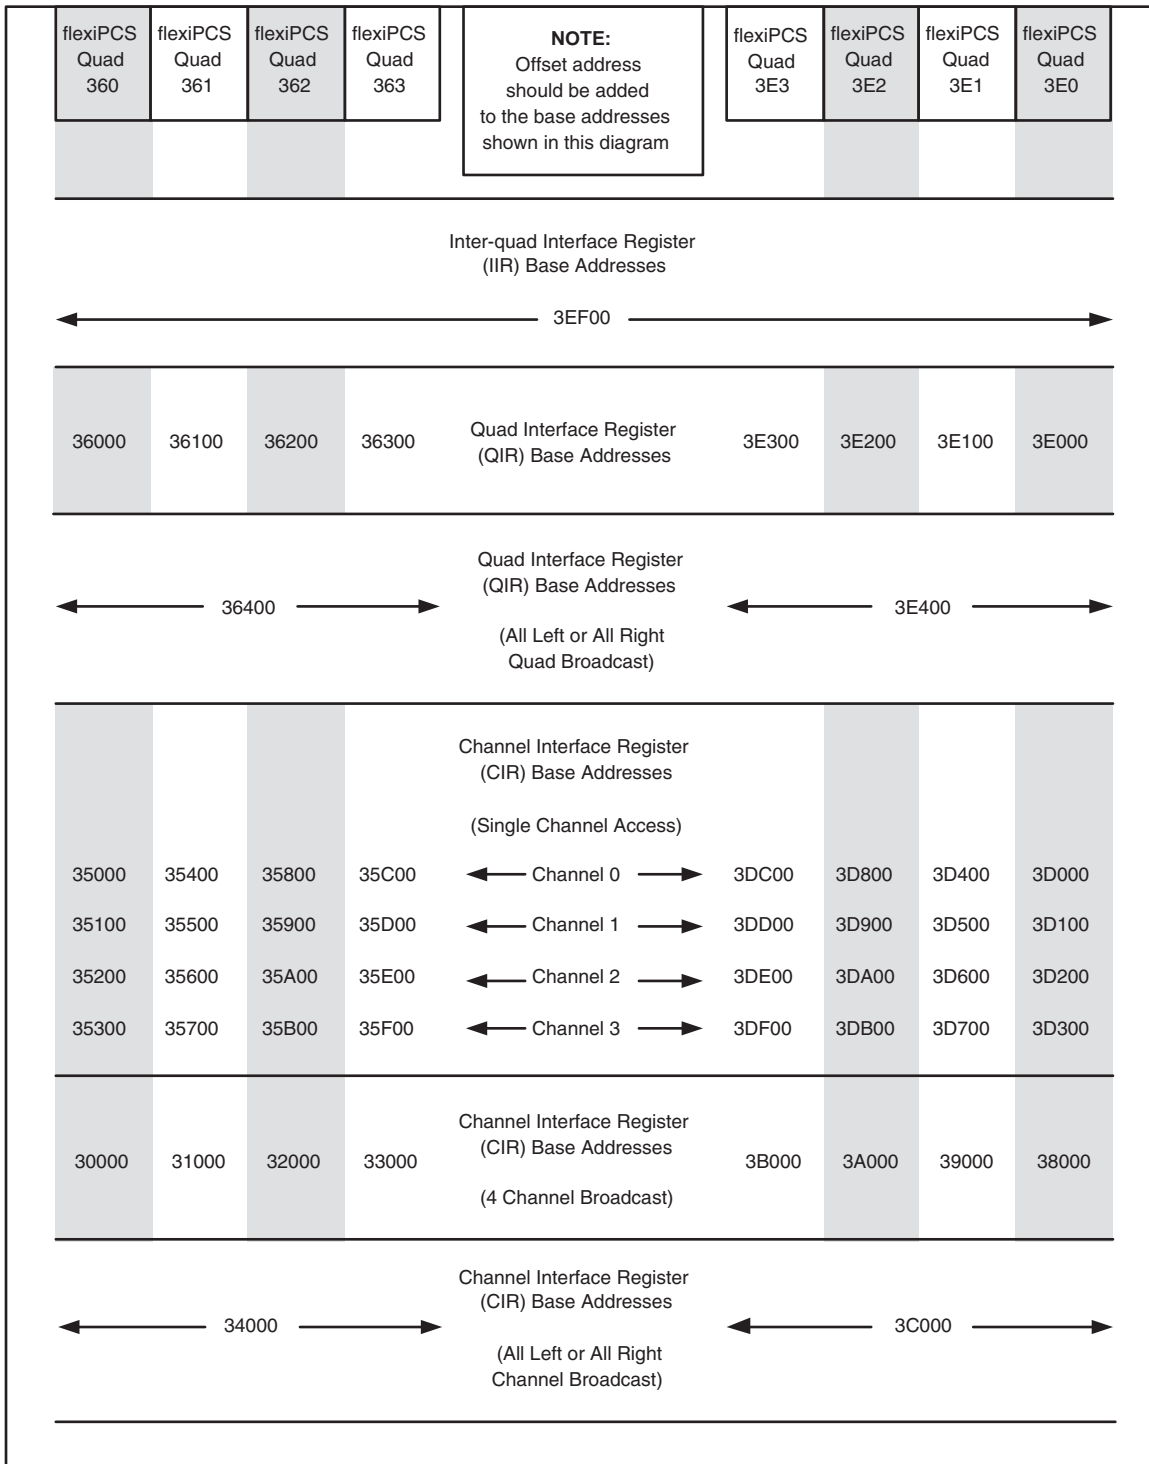 flexiPCS Quad 360
flexiPCS Quad 361
flexiPCS Quad 362
flexiPCS Quad 363
NOTE:
Offset address
should be added
to the base addresses
shown in this diagram
flexiPCS Quad 3E3
flexiPCS Quad 3E2
flexiPCS Quad 3E1
flexiPCS Quad 3E0
Inter-quad Interface Register
(IIR) Base Addresses
3EF00
36000 36100 36200 36300
Quad Interface Register
(QIR) Base Addresses
3E300 3E200 3E100 3E000
Quad Interface Register
(QIR) Base Addresses
36400 3E400
(All Left or All Right
Quad Broadcast)
Channel Interface Register
(CIR) Base Addresses
(Single Channel Access)
35000 35400 35800 35C00 Channel 0 3DC00 3D800 3D400 3D000
35100 35500 35900 35D00 Channel 1 3DD00 3D900 3D500 3D100
35200 35600 35A00 35E00 Channel 2 3DE00 3DA00 3D600 3D200
35300 35700 35B00 35F00 Channel 3 3DF00 3DB00 3D700 3D300
Channel Interface Register
(CIR) Base Addresses
30000 31000 32000 33000 3B000 3A000 39000 38000
(4 Channel Broadcast)
Channel Interface Register
(CIR) Base Addresses
34000 3C000
(All Left or All Right
Channel Broadcast)